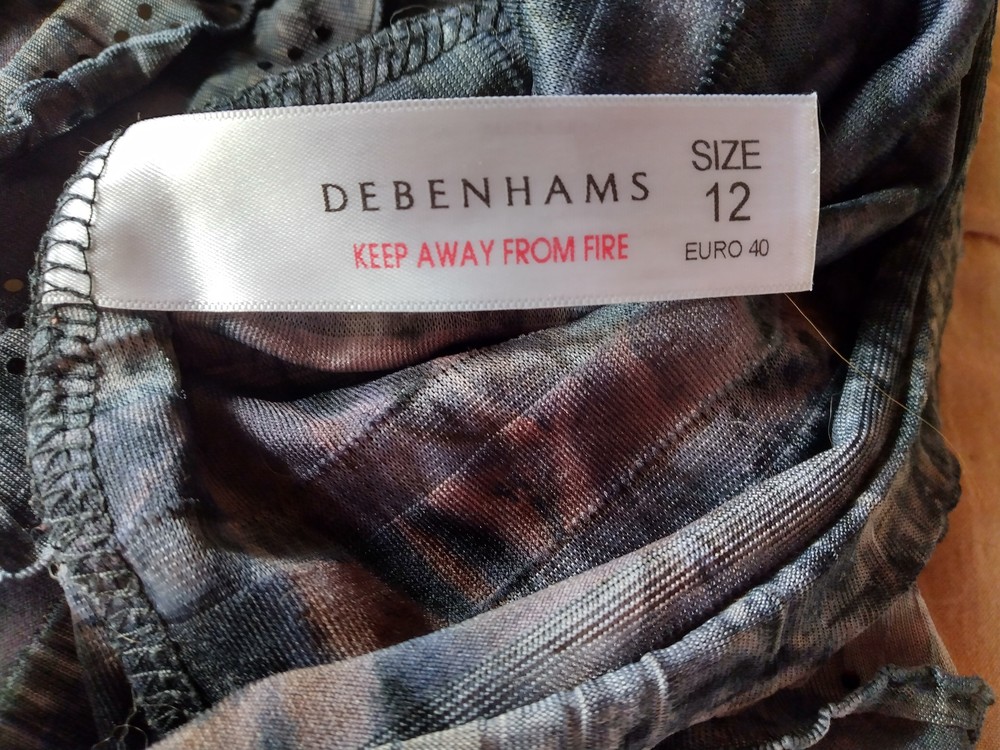 DEBENHAMS
KEEP AWAY FROM FIRE
SIZE
12
EURO 40